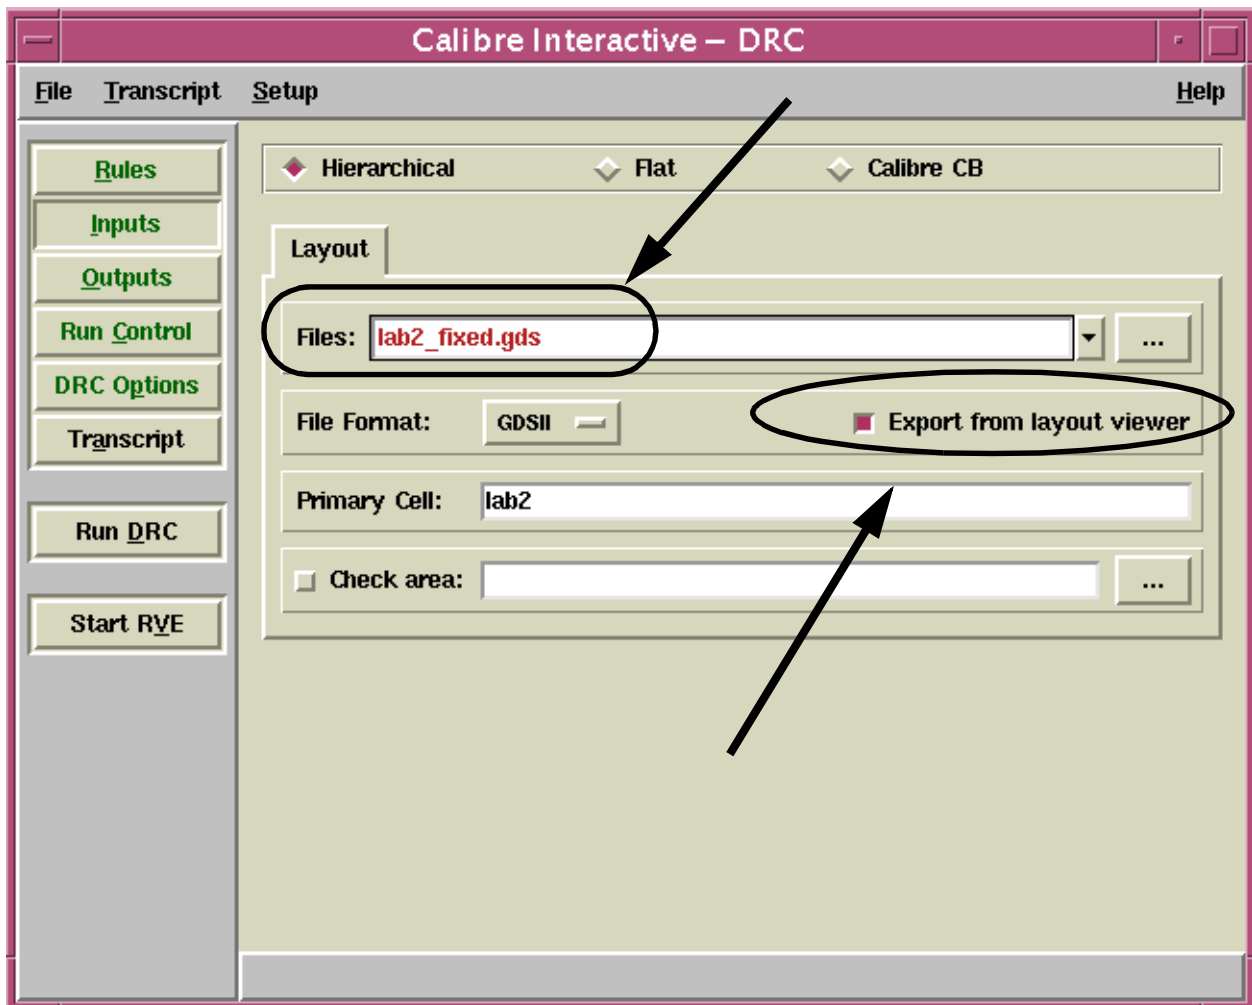 Calibre Interactive – DRC
File Transcript Setup Help
Rules
Inputs
Outputs
Run Control
DRC Options
Transcript
Run DRC
Start RVE
Hierarchical Flat Calibre CB
Layout
Files: lab2_fixed.gds ...
File Format: GDSII Export from layout viewer
Primary Cell: lab2
Check area: ...